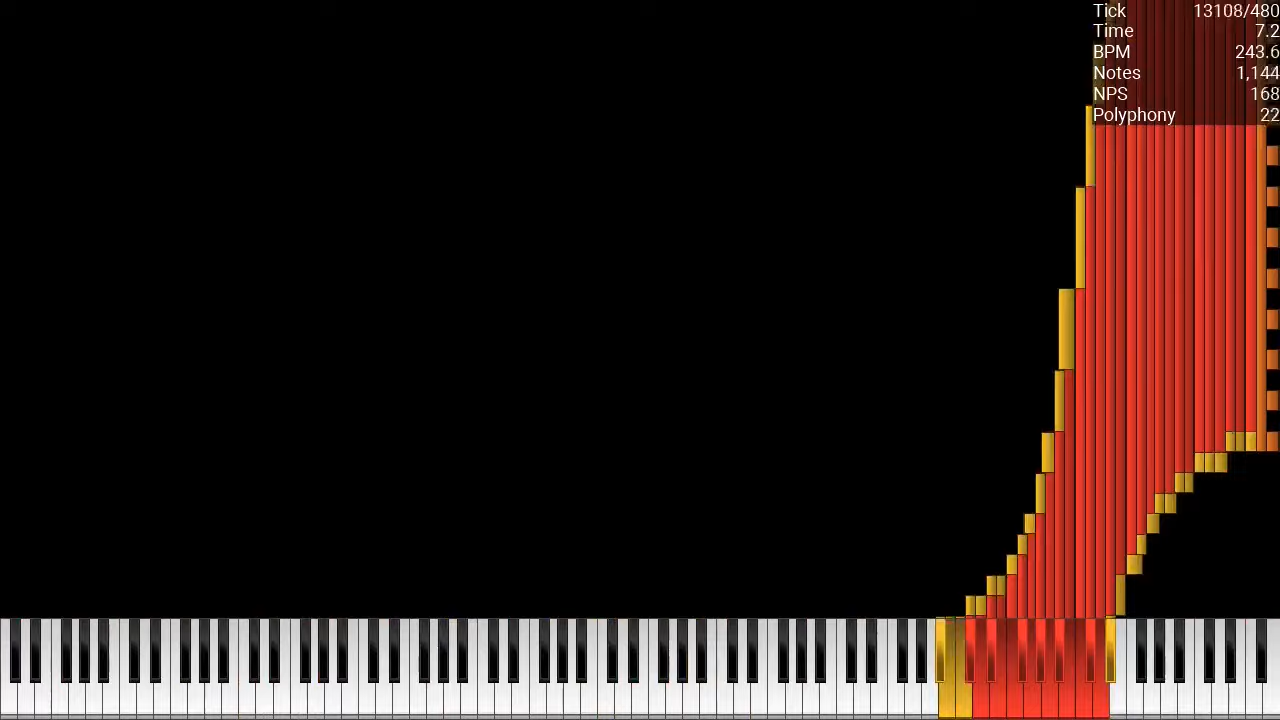 Tick 13108/480
Time 7.2
BPM 243.6
Notes 1,144
NPS 168
Polyphony 22